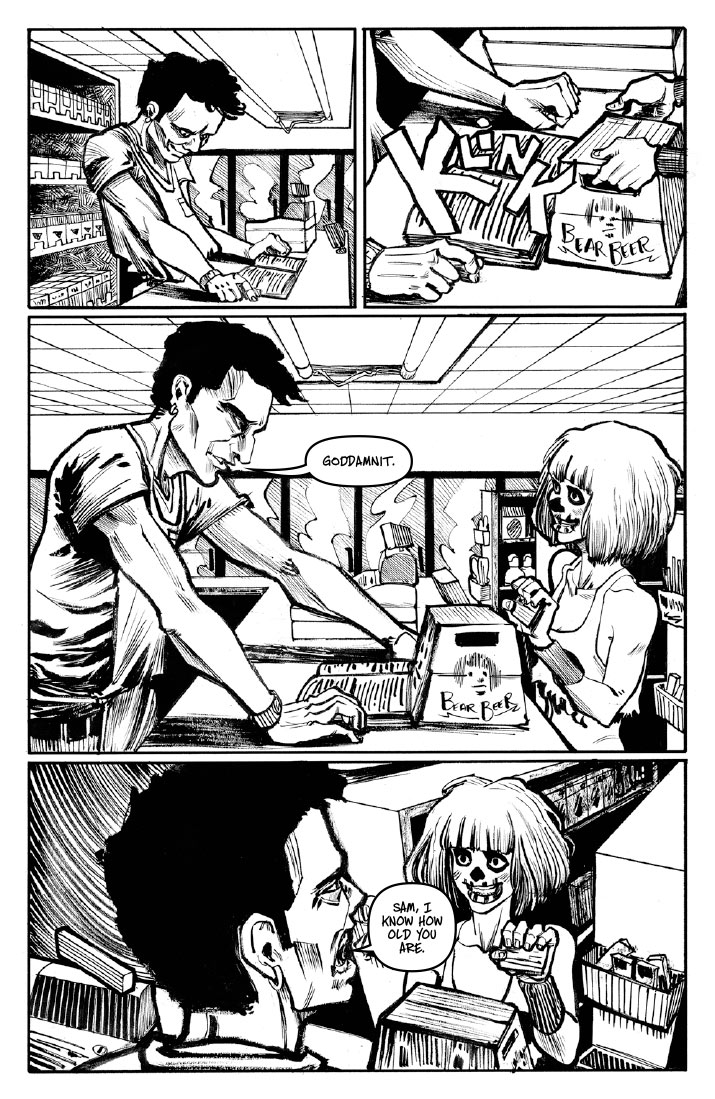 KLINK
BEAR BEER
GODDAMNIT.
BEAR BEER
SAM, I
KNOW HOW
OLD YOU
ARE.